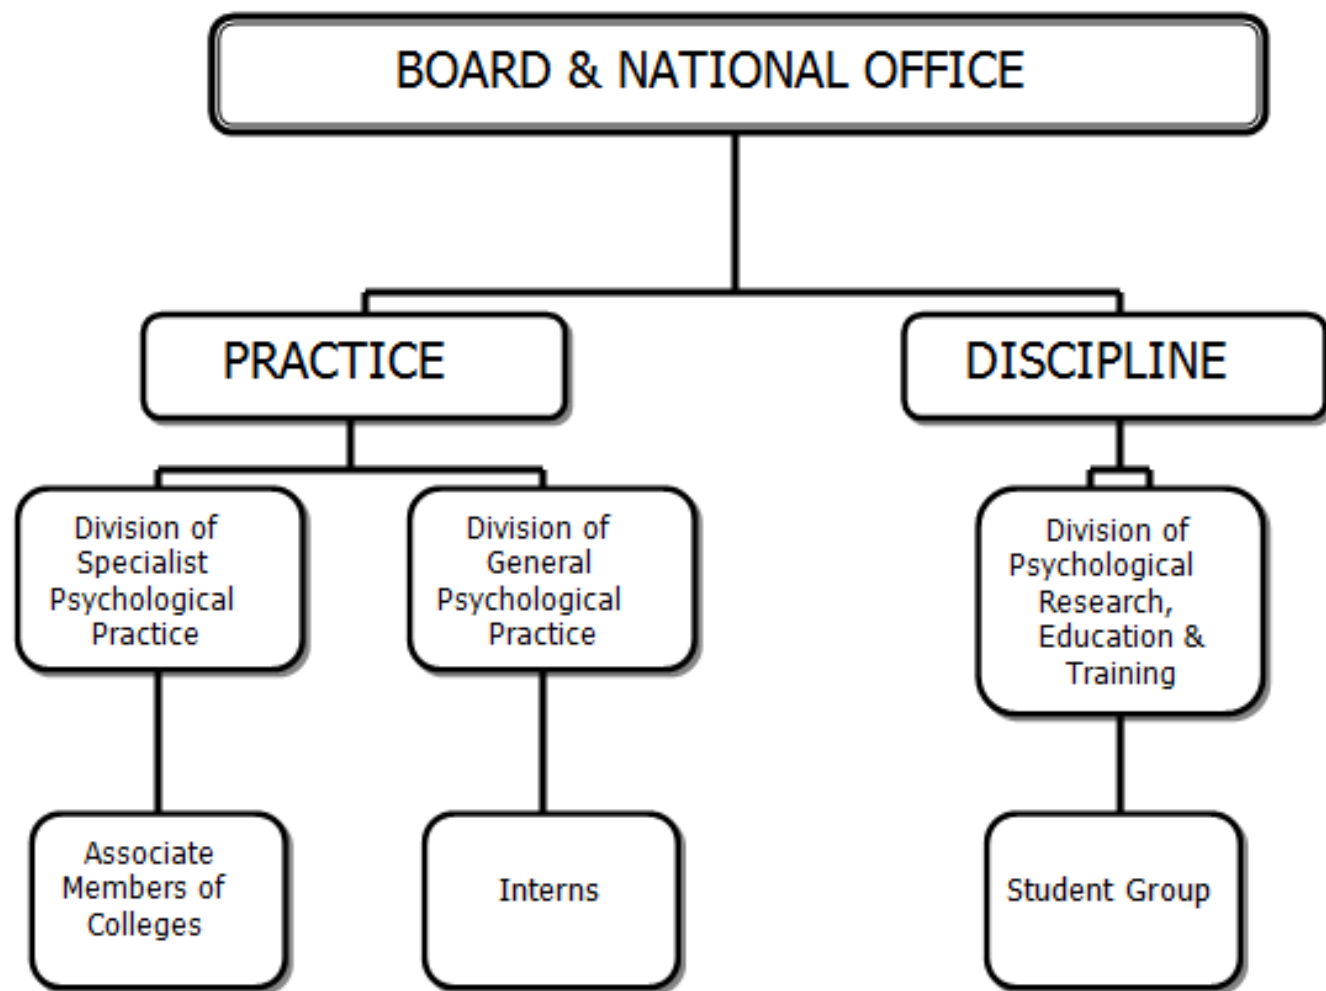 BOARD & NATIONAL OFFICE
PRACTICE
DISCIPLINE
Division of
Specialist
Psychological
Practice
Division of
General
Psychological
Practice
Division of
Psychological
Research,
Education &
Training
Associate
Members of
Colleges
Interns
Student Group